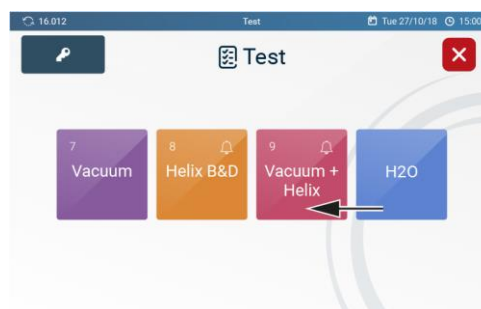 16.012
Test
Tue 27/10/18
15:00
Test
7
Vacuum
8
Helix B&D
9
Vacuum +
Helix
H2O